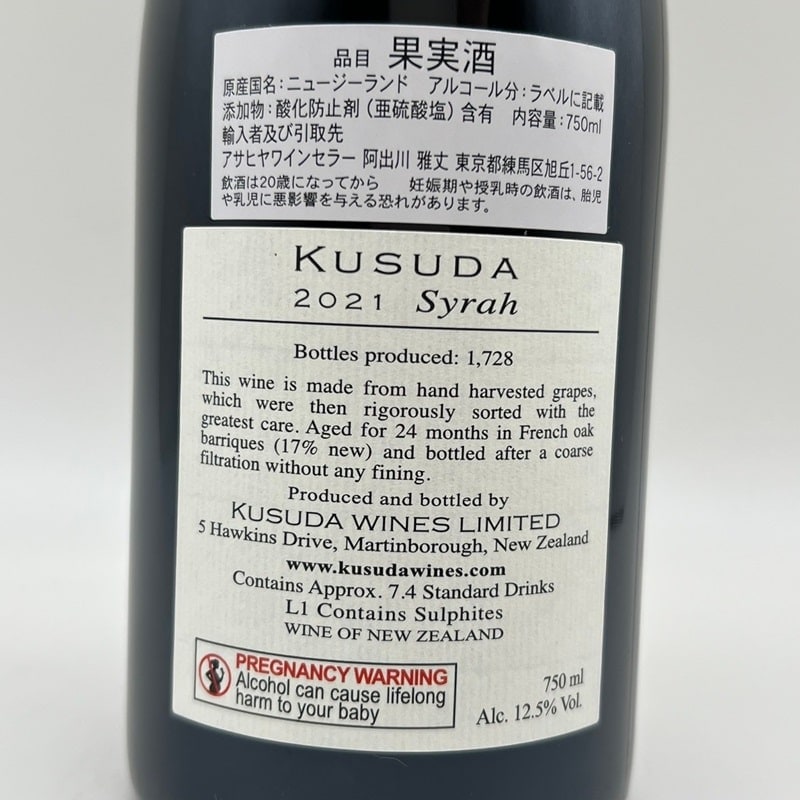 品目 果実酒
原産国名：ニュージーランド アルコール分：ラベルに記載
添加物：酸化防止剤（亜硫酸塩）含有 内容量：750ml
輸入者及び引取先
アサヒヤワインセラー 阿出川 雅丈 東京都練馬区旭丘1-56-2
飲酒は20歳になってから 妊娠期や授乳時の飲酒は、胎児
や乳児に悪影響を与える恐れがあります。
KUSUDA
2021 Syrah
Bottles produced: 1,728
This wine is made from hand harvested grapes,
which were then rigorously sorted with the
greatest care. Aged for 24 months in French oak
barriques (17% new) and bottled after a coarse
filtration without any fining.
Produced and bottled by
KUSUDA WINES LIMITED
5 Hawkins Drive, Martinborough, New Zealand
www.kusudawines.com
Contains Approx. 7.4 Standard Drinks
L1 Contains Sulphites
WINE OF NEW ZEALAND
PREGNANCY WARNING
Alcohol can cause lifelong
harm to your baby
750 ml
Alc. 12.5% Vol.